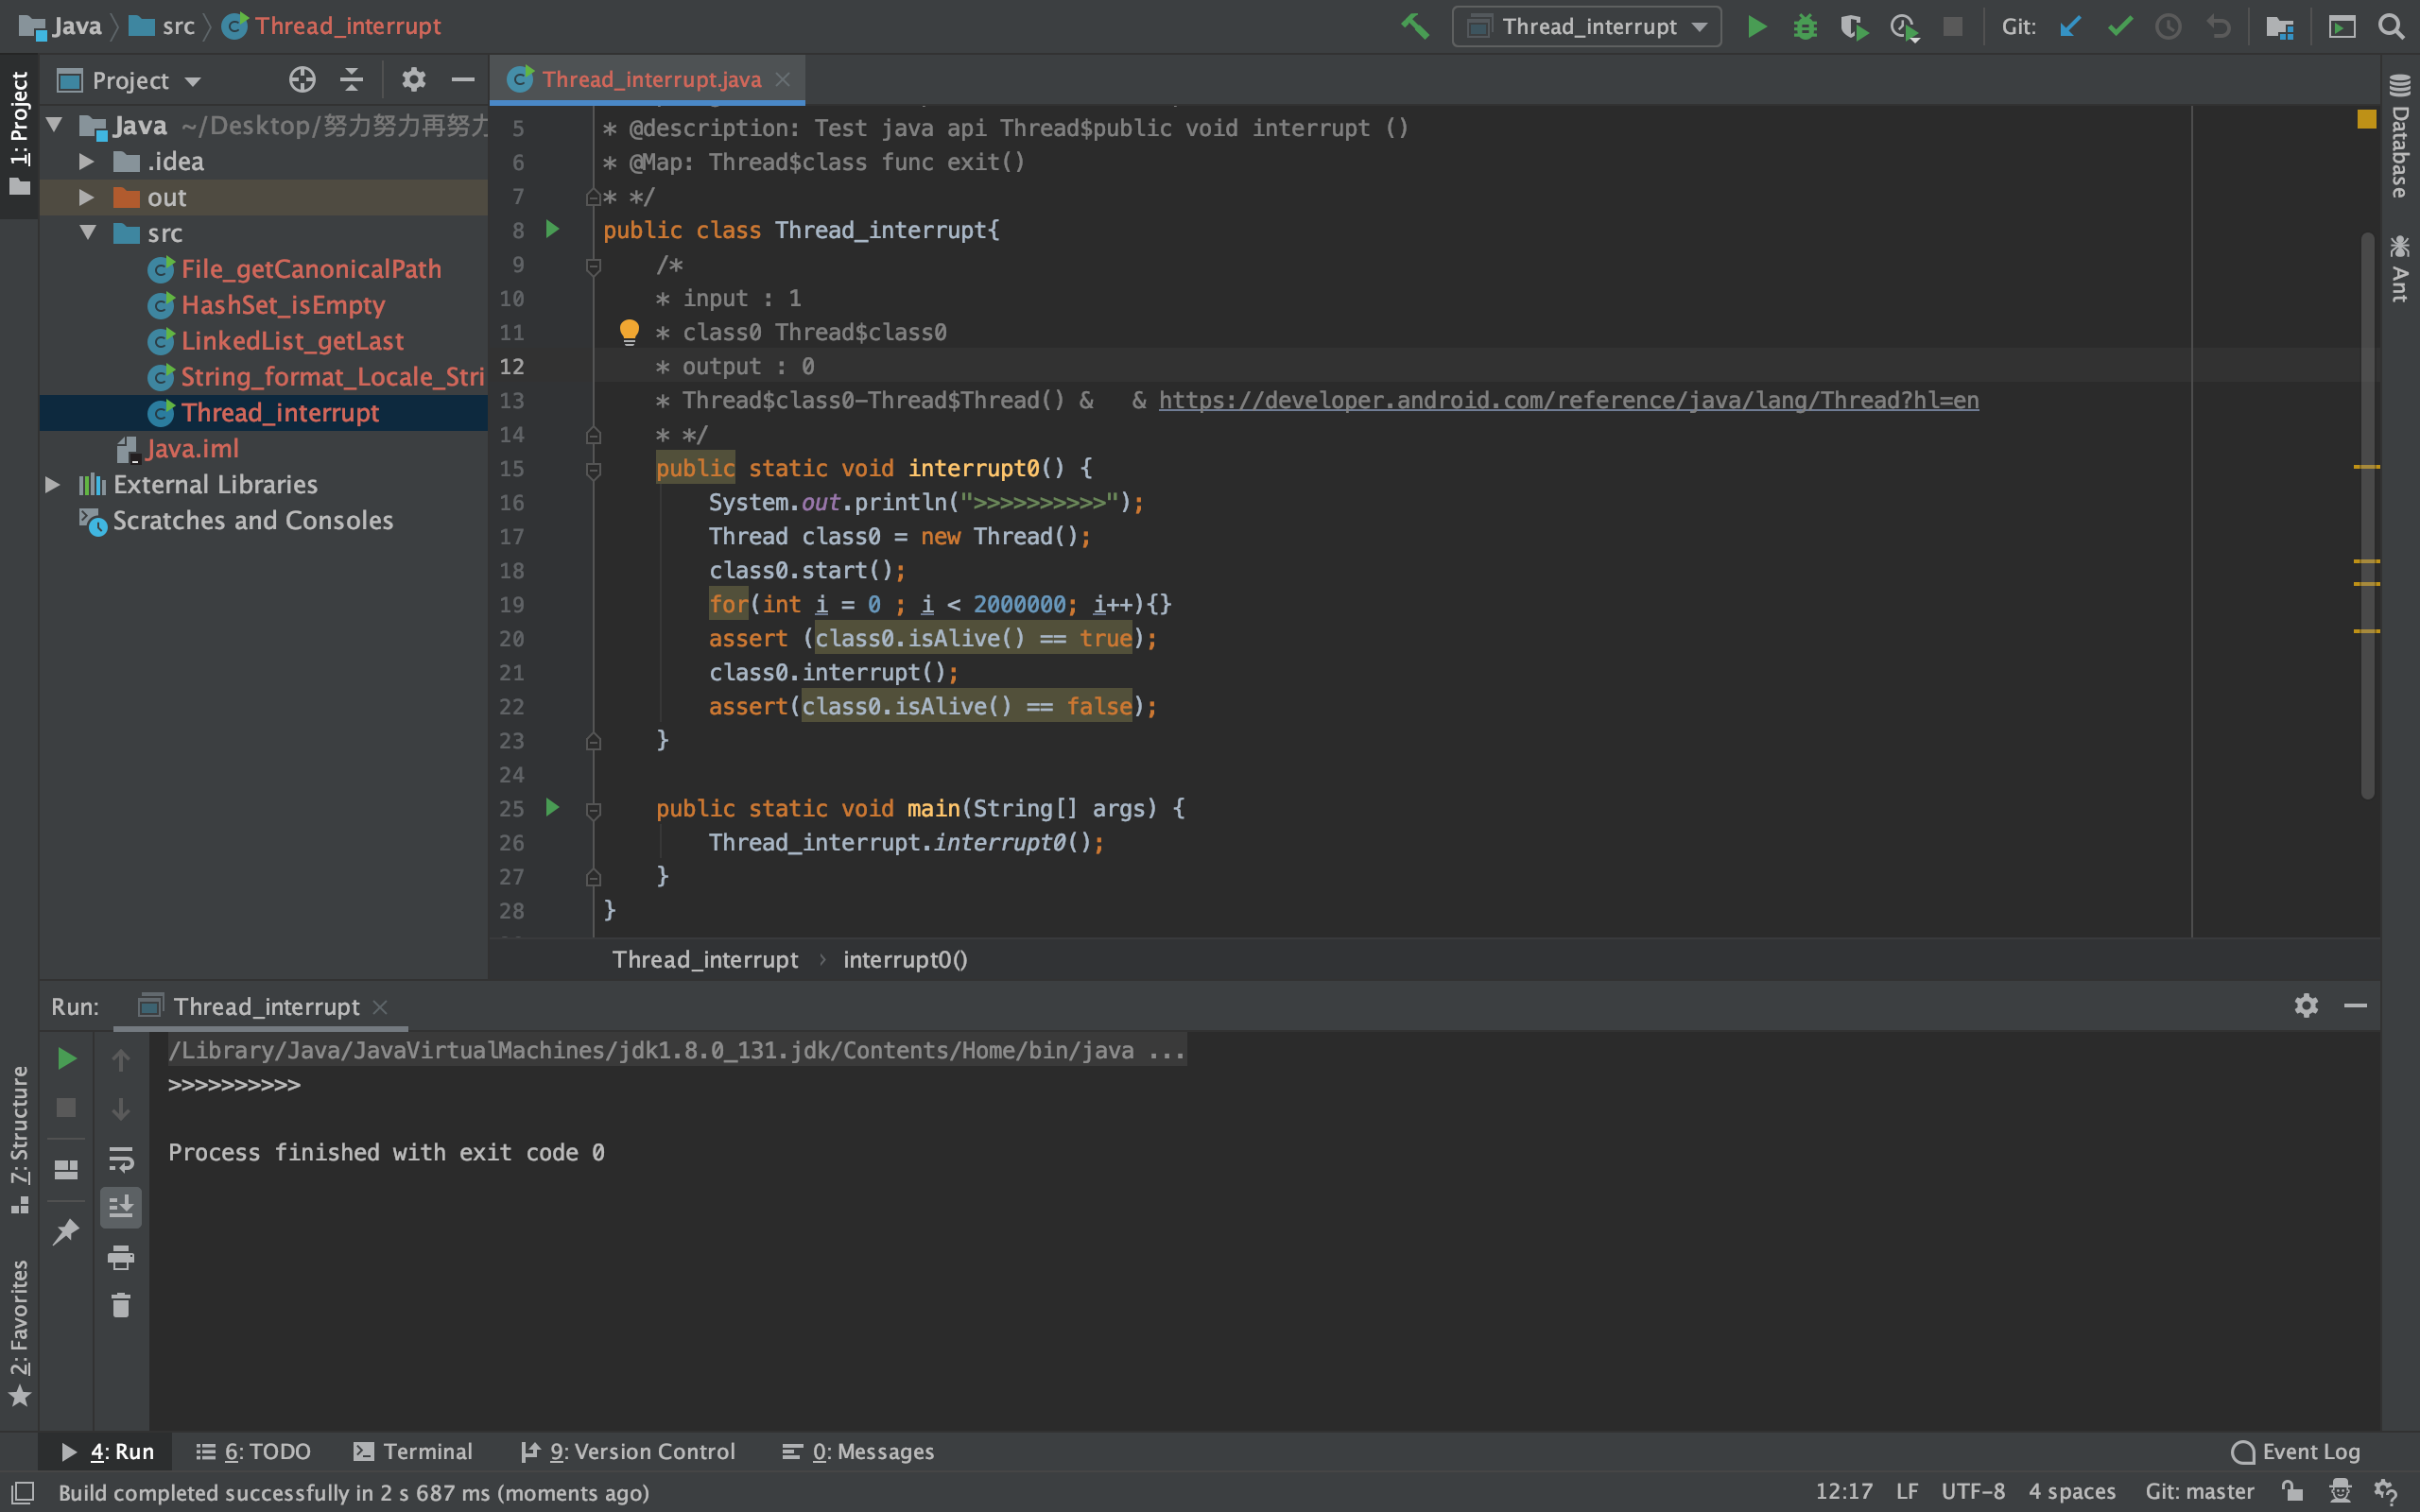 Java src Thread_interrupt
Thread_interrupt Git:
1: Project
Project
Thread_interrupt.java
Java ~/Desktop/努力努力再努力
.idea
out
src
File_getCanonicalPath
HashSet_isEmpty
LinkedList_getLast
String_format_Locale_Stri
Thread_interrupt
Java.iml
External Libraries
Scratches and Consoles
5 * @description: Test java api Thread$public void interrupt ()
6 * @Map: Thread$class func exit()
7 * */
8 public class Thread_interrupt{
9 /*
10 * input : 1
11 * class0 Thread$class0
12 * output : 0
13 * Thread$class0-Thread$Thread() & & https://developer.android.com/reference/java/lang/Thread?hl=en
14 * */
15 public static void interrupt0() {
16 System.out.println(">>>>>>>>>>");
17 Thread class0 = new Thread();
18 class0.start();
19 for(int i = 0 ; i < 2000000; i++){}
20 assert (class0.isAlive() == true);
21 class0.interrupt();
22 assert(class0.isAlive() == false);
23 }
24
25 public static void main(String[] args) {
26 Thread_interrupt.interrupt0();
27 }
28 }
Thread_interrupt › interrupt0()
Database
Ant
Run: Thread_interrupt
/Library/Java/JavaVirtualMachines/jdk1.8.0_131.jdk/Contents/Home/bin/java ...
>>>>>>>>>>
Process finished with exit code 0
7: Structure
2: Favorites
4: Run 6: TODO Terminal 9: Version Control 0: Messages Event Log
Build completed successfully in 2 s 687 ms (moments ago) 12:17 LF UTF-8 4 spaces Git: master